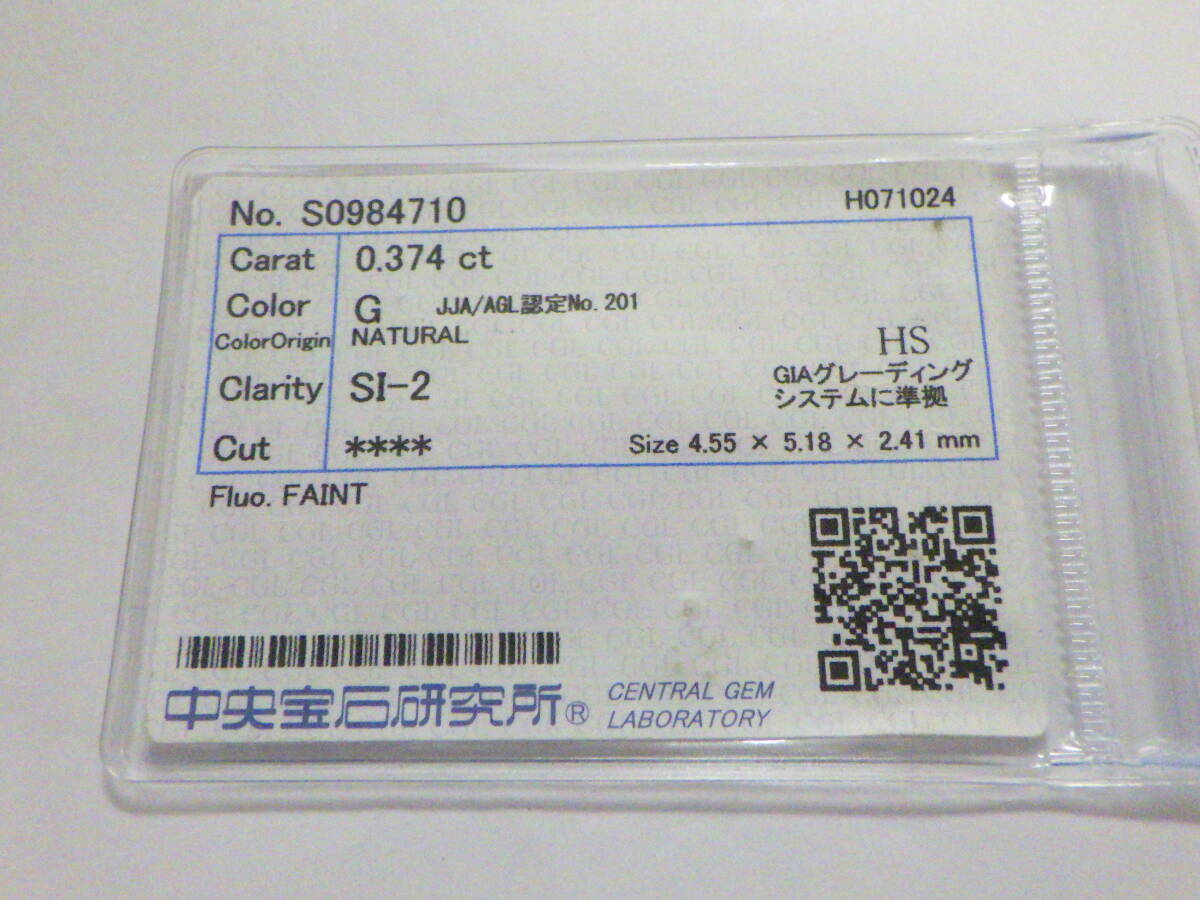 No. S0984710 H071024
Carat 0.374 ct
Color G JJA/AGL認定No.201
ColorOrigin NATURAL
HS
Clarity SI-2 GIAグレーディング
システムに準拠
Cut **** Size 4.55 × 5.18 × 2.41 mm
Fluo. FAINT
中央宝石研究所® CENTRAL GEM
LABORATORY